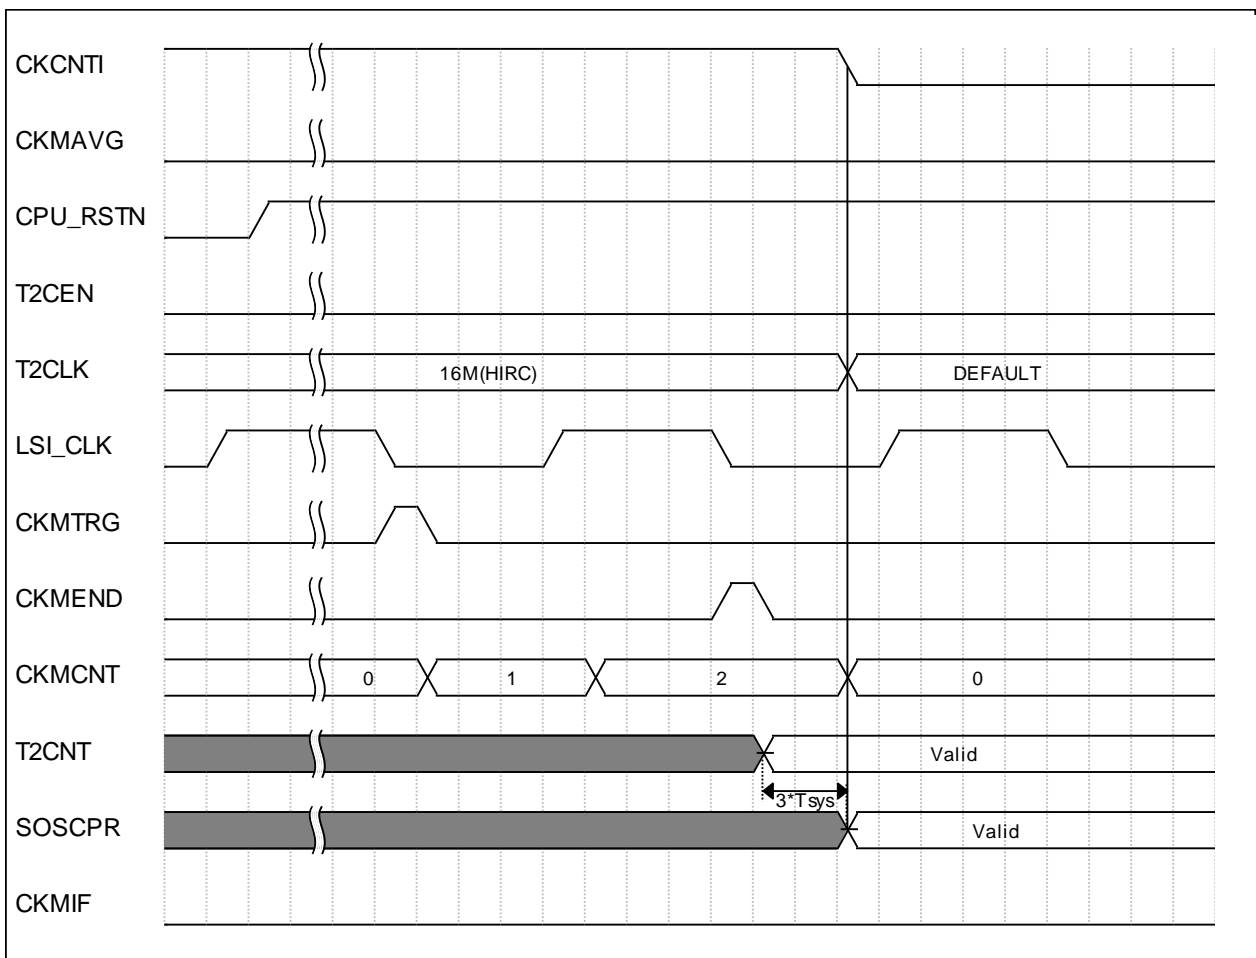 CKCNTI
CKMAVG
CPU_RSTN
T2CEN
T2CLK 16M(HIRC) DEFAULT
LSI_CLK
CKMTRG
CKMEND
CKMCNT 0 1 2 0
T2CNT Valid
3*Tsys
SOSCPR Valid
CKMIF